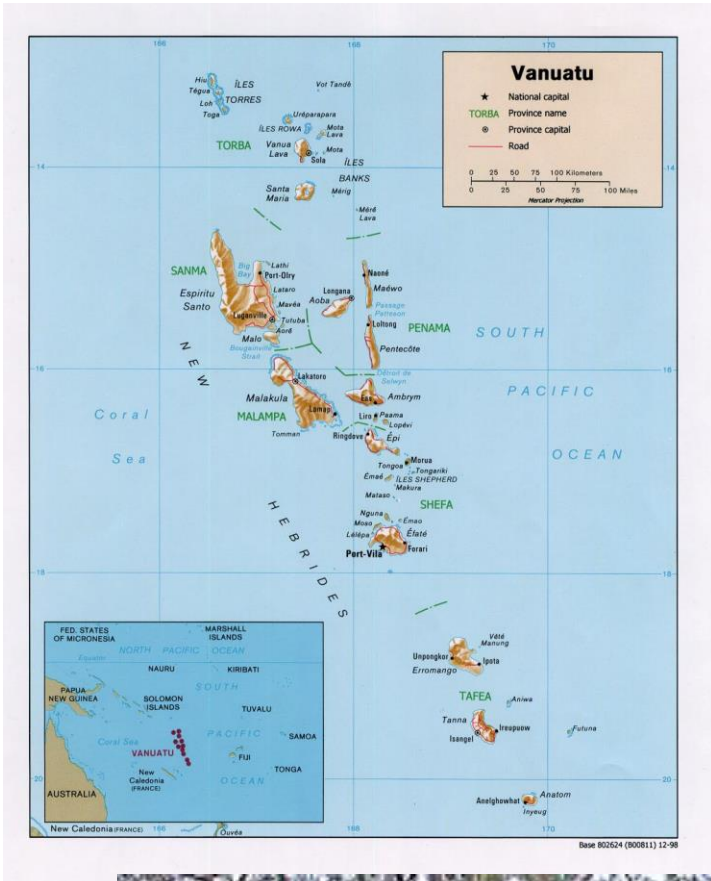 166
168
170
Vanuatu
National capital
TORBA Province name
Province capital
Road
0 25 50 75 100 Kilometers
0 25 50 75 100 Miles
Mercator Projection
Hiu
Tégua
Loh
Toga
ÎLES
TORRES
Vot Tandé
Uréparapara
ÎLES ROWA
Mota
Lava
TORBA
Vanua
Lava
Sola
Mota
ÎLES
BANKS
14
14
Santa
Maria
Mérig
Méré
Lava
SANMA
Big
Bay
Lathi
Port-Olry
Espiritu
Santo
Lataro
Mavéa
Luganville
Tutuba
Aoré
Malo
Bougainville
Strait
Longana
Aoba
Naoné
Maéwo
Passage
Patteson
Loltong
PENAMA
Pentecôte
SOUTH
PACIFIC
OCEAN
NEW
HEBRIDES
16
16
Détroit de
Selwyn
Lakatoro
Malakula
MALAMPA
Lamap
Tomman
Eas
Ambrym
Liro
Paama
Lopévi
Ringdove
Épi
Coral
Sea
Morua
Tongoa
Tongariki
Émaé
ÎLES SHEPHERD
Makura
Mataso
SHEFA
Nguna
Moso
Émao
Lélépa
Éfaté
Port-Vila
Forari
18
18
Vété
Manung
Unpongkor
Ipota
Erromango
TAFEA
Aniwa
Tanna
Ireupuow
Isangel
Futuna
20
20
Anelghowhat
Anatom
Inyeug
FED. STATES
OF MICRONESIA
MARSHALL
ISLANDS
NORTH PACIFIC OCEAN
Equator
NAURU
KIRIBATI
PAPUA
NEW GUINEA
SOLOMON
ISLANDS
SOUTH
TUVALU
Coral Sea
PACIFIC
SAMOA
VANUATU
FIJI
New
Caledonia
(FRANCE)
TONGA
OCEAN
AUSTRALIA
New Caledonia (FRANCE)
166
Ouvéa
168
170
Base 802624 (B00811) 12-98